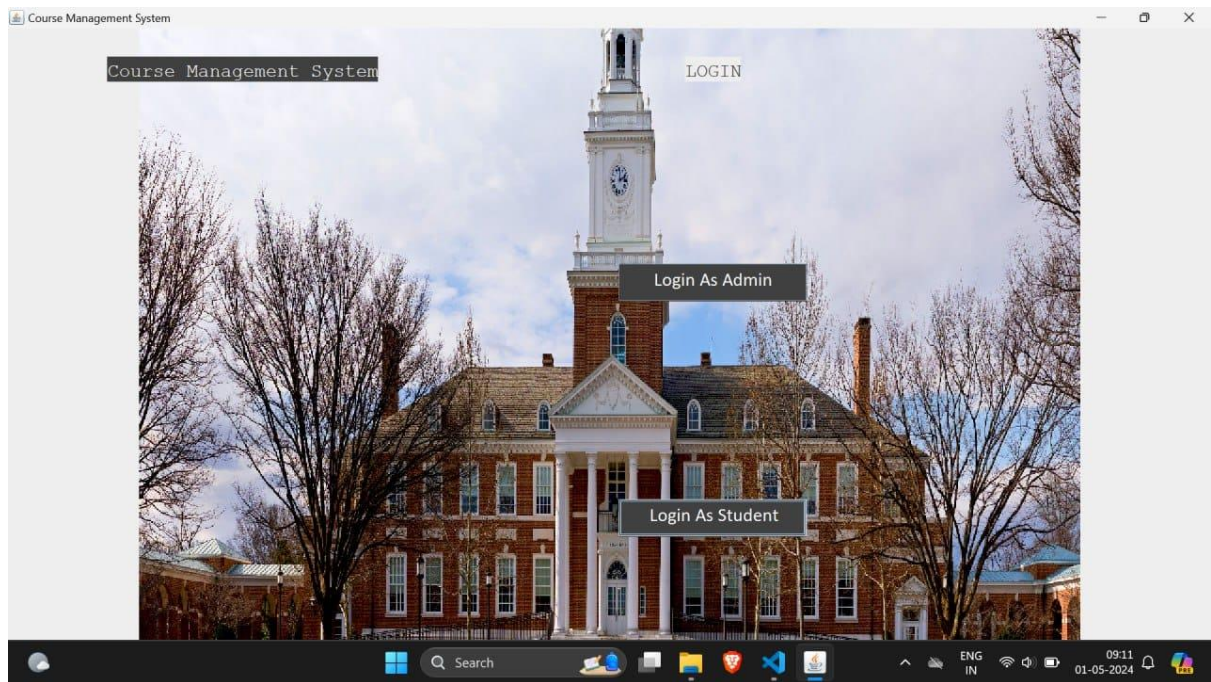 Course Management System
Course Management System
LOGIN
Login As Admin
Login As Student
Search
ENG
IN
09:11
01-05-2024
PRE